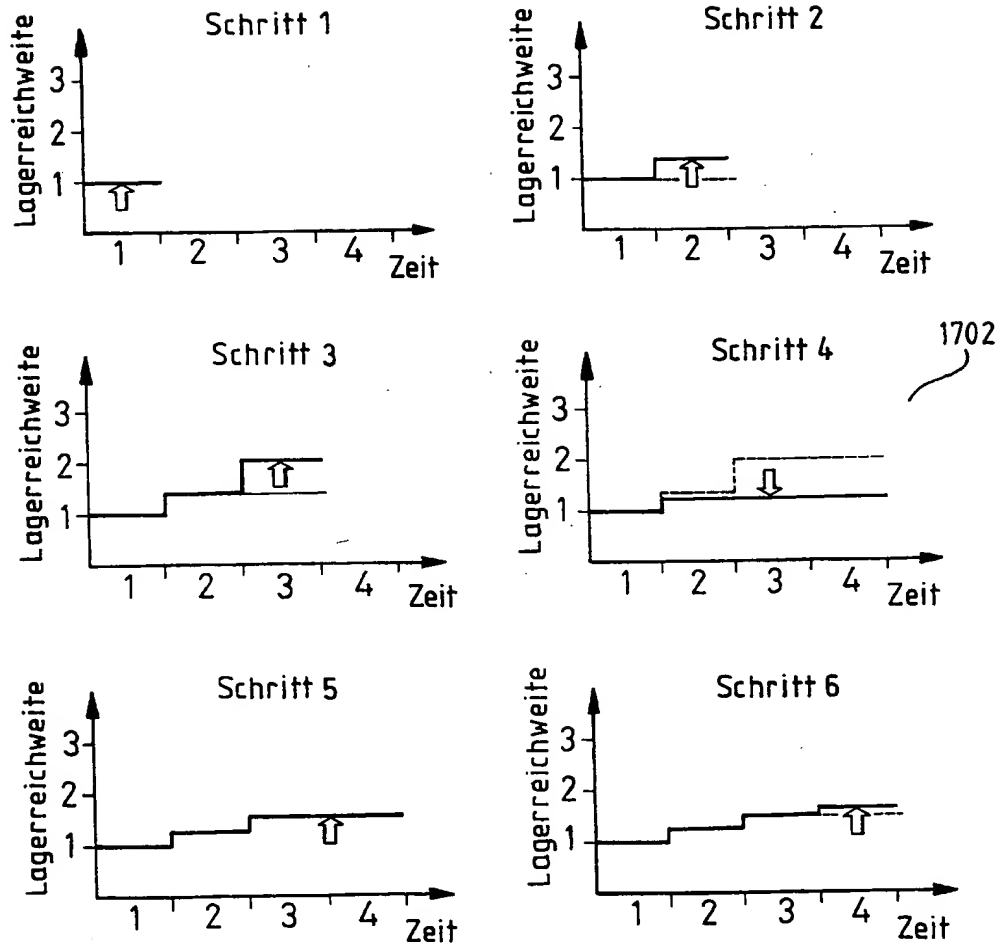 Schritt 1
Lagerreichweite
3
2
1
1 2 3 4
Zeit
Schritt 2
Lagerreichweite
3
2
1
1 2 3 4
Zeit
1702
Schritt 3
Lagerreichweite
3
2
1
1 2 3 4
Zeit
Schritt 4
Lagerreichweite
3
2
1
1 2 3 4
Zeit
Schritt 5
Lagerreichweite
3
2
1
1 2 3 4
Zeit
Schritt 6
Lagerreichweite
3
2
1
1 2 3 4
Zeit